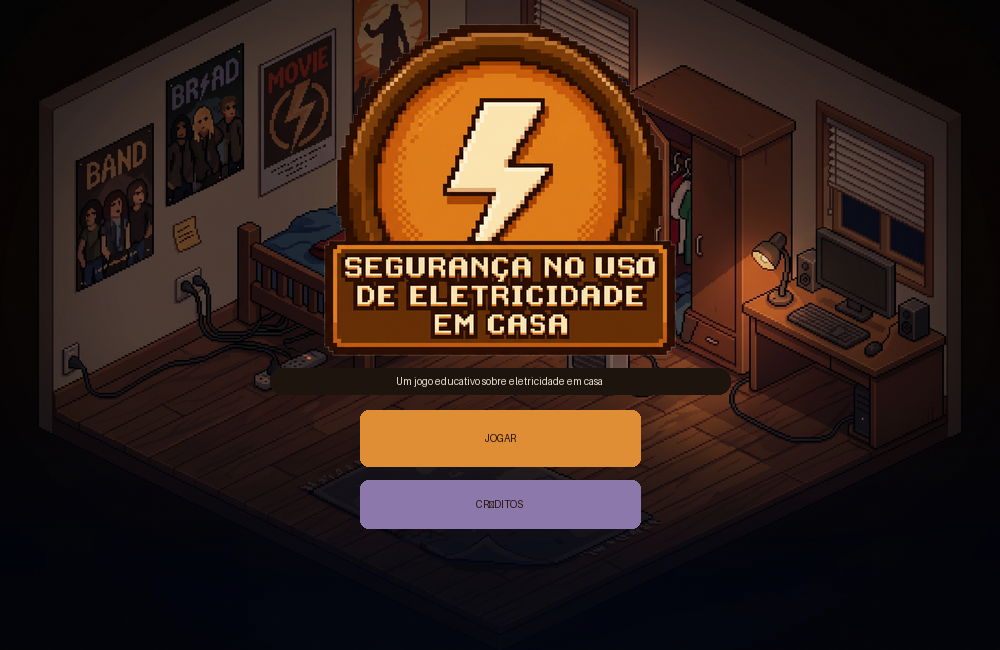 BAND
BR⚡AD
MOVIE
SEGURANÇA NO USO
DE ELETRICIDADE
EM CASA
Um jogo educativo sobre eletricidade em casa
JOGAR
CR☒DITOS